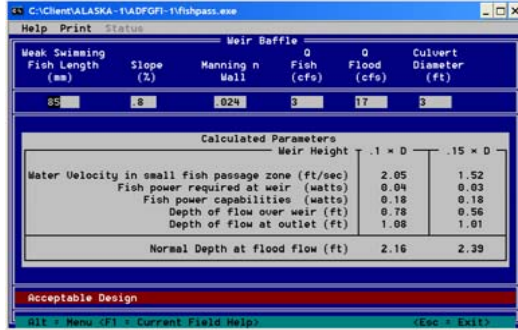 C:\Client\ALASKA~1\ADFGFI~1\fishpass.exe
Help Print Status
Weir Baffle
Weak Swimming Fish Length (mm)
Slope (%)
Manning n Wall
Q Fish (cfs)
Q Flood (cfs)
Culvert Diameter (ft)
85 .8 .024 3 17 3
Calculated Parameters
Weir Height .1 × D .15 × D
Water Velocity in small fish passage zone (ft/sec) 2.05 1.52
Fish power required at weir (watts) 0.04 0.03
Fish power capabilities (watts) 0.18 0.18
Depth of flow over weir (ft) 0.78 0.56
Depth of flow at outlet (ft) 1.08 1.01
Normal Depth at flood flow (ft) 2.16 2.39
Acceptable Design
Alt = Menu <F1 = Current Field Help> <Esc = Exit>